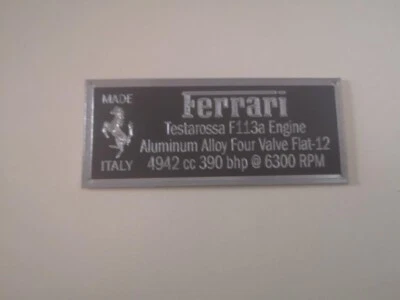 MADE
ITALY
Ferrari
Testarossa F113a Engine
Aluminum Alloy Four Valve Flat-12
4942 cc 390 bhp @ 6300 RPM